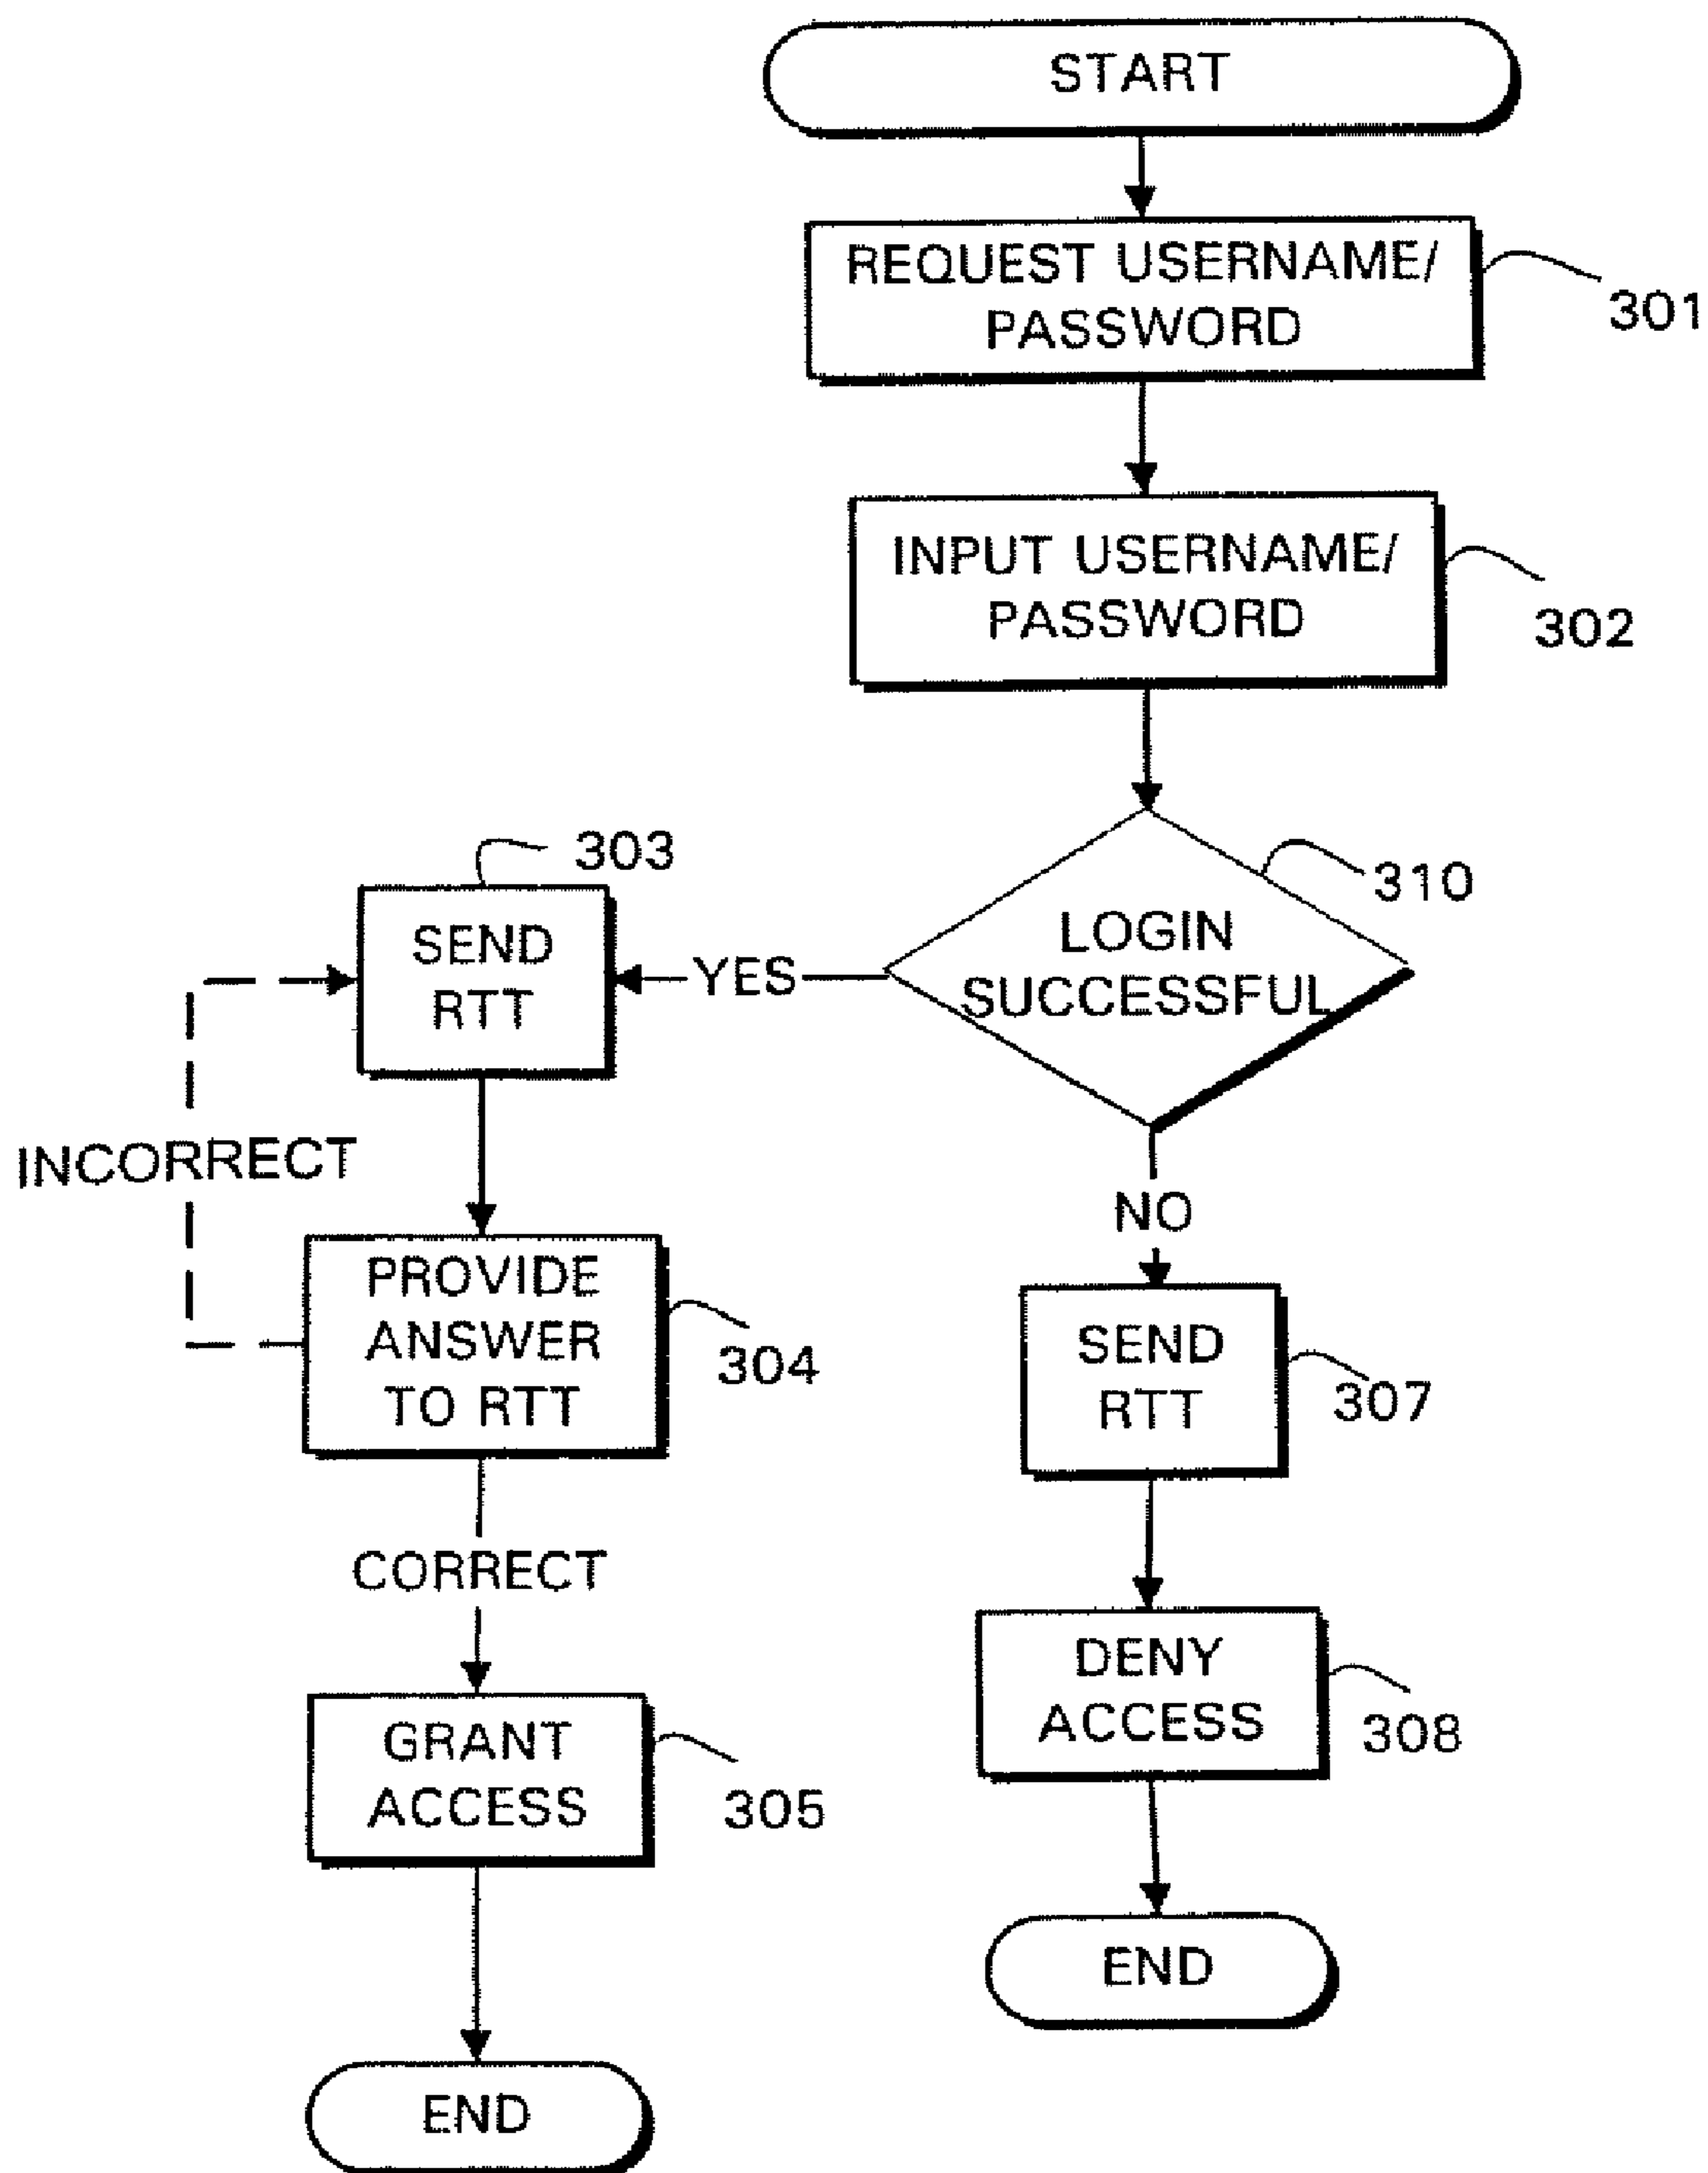 START
REQUEST USERNAME/
PASSWORD
301
INPUT USERNAME/
PASSWORD
302
LOGIN
SUCCESSFUL
310
YES
303
SEND
RTT
INCORRECT
PROVIDE
ANSWER
TO RTT
304
CORRECT
GRANT
ACCESS
305
END
NO
SEND
RTT
307
DENY
ACCESS
308
END